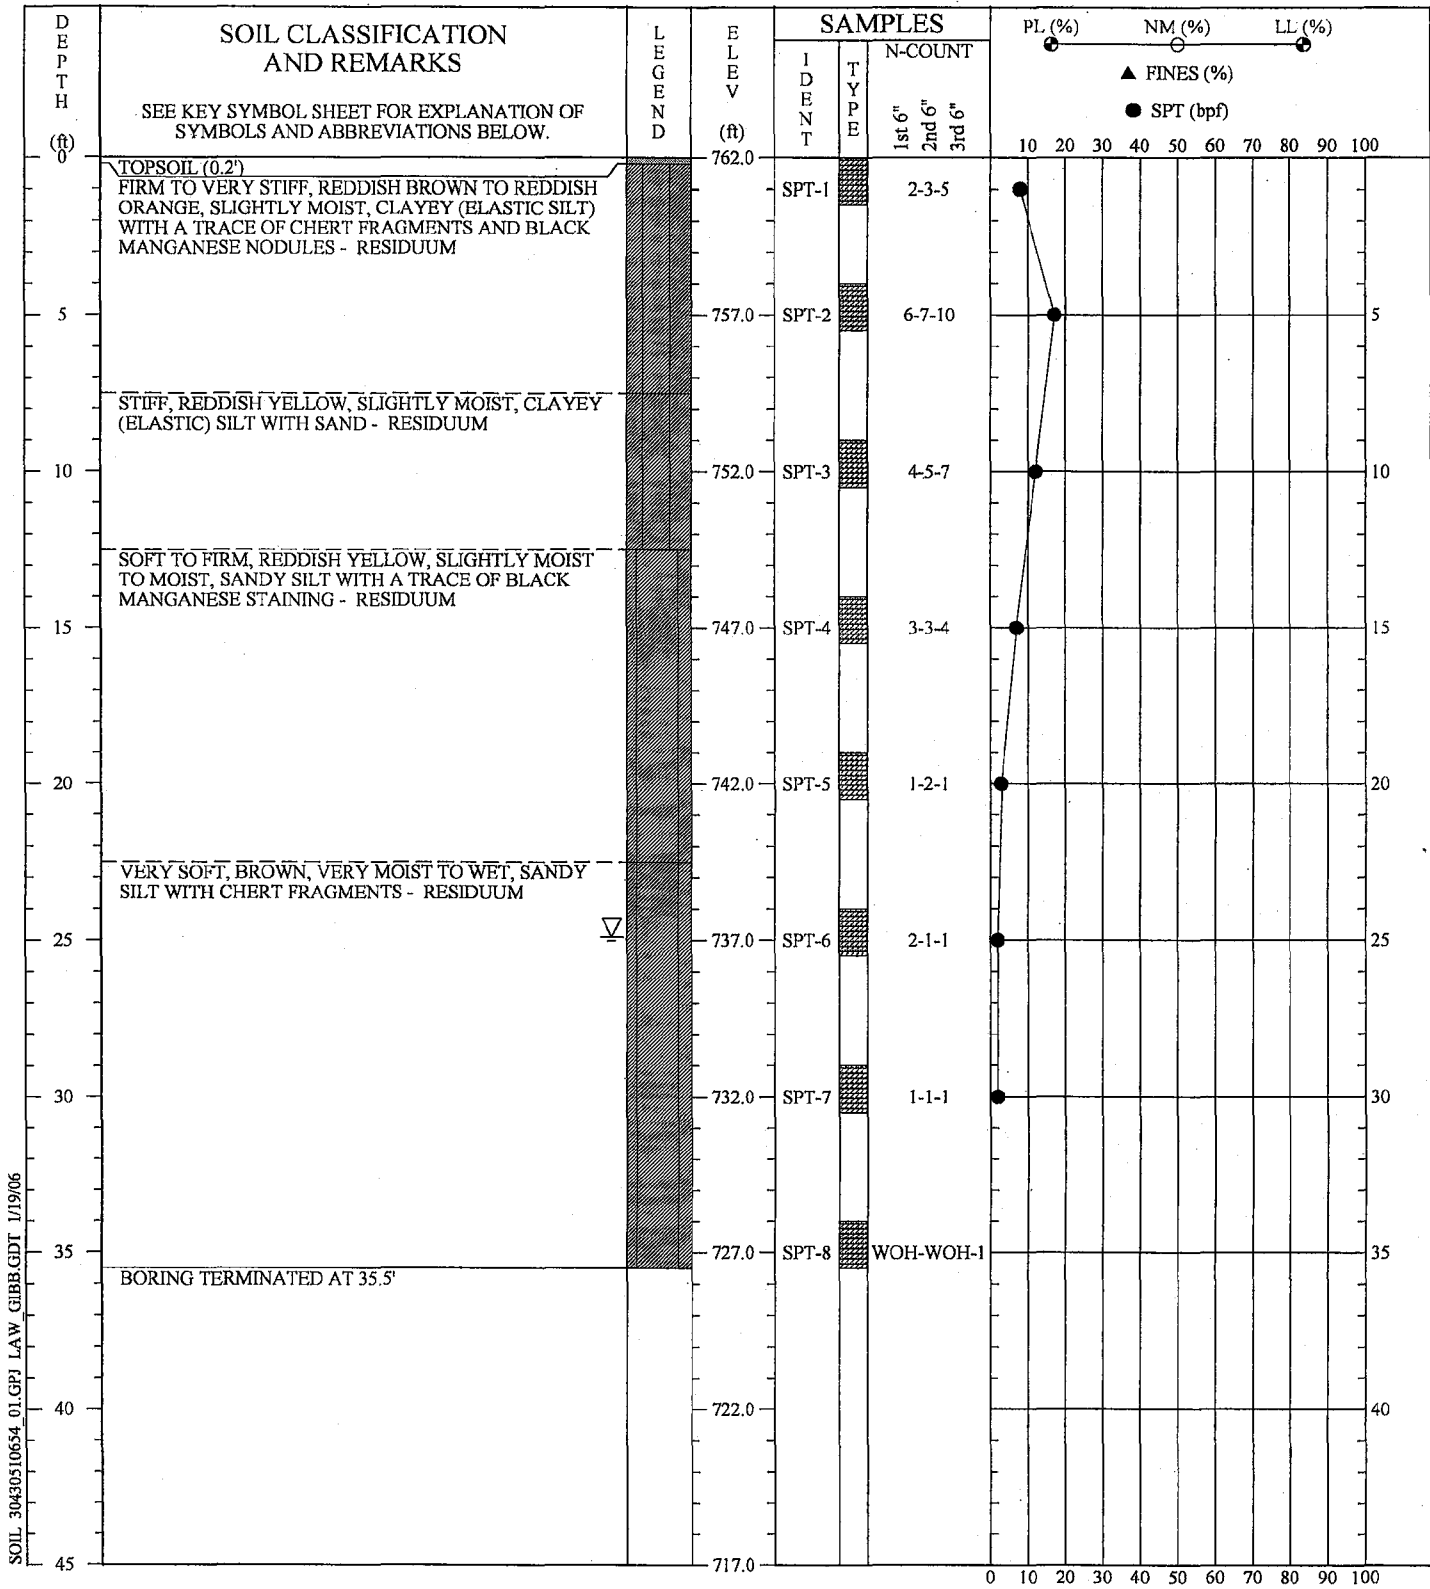 DEPTH (ft)
SOIL CLASSIFICATION
AND REMARKS
SEE KEY SYMBOL SHEET FOR EXPLANATION OF
SYMBOLS AND ABBREVIATIONS BELOW.
LEGEND
ELEV (ft)
SAMPLES
IDENT
TYPE
N-COUNT
1st 6"
2nd 6"
3rd 6"
PL (%) NM (%) LL (%)
▲ FINES (%)
● SPT (bpf)
10 20 30 40 50 60 70 80 90 100
0 762.0
TOPSOIL (0.2')
FIRM TO VERY STIFF, REDDISH BROWN TO REDDISH
ORANGE, SLIGHTLY MOIST, CLAYEY (ELASTIC SILT)
WITH A TRACE OF CHERT FRAGMENTS AND BLACK
MANGANESE NODULES - RESIDUUM
SPT-1 2-3-5
5 757.0 SPT-2 6-7-10 5
STIFF, REDDISH YELLOW, SLIGHTLY MOIST, CLAYEY
(ELASTIC) SILT WITH SAND - RESIDUUM
10 752.0 SPT-3 4-5-7 10
SOFT TO FIRM, REDDISH YELLOW, SLIGHTLY MOIST
TO MOIST, SANDY SILT WITH A TRACE OF BLACK
MANGANESE STAINING - RESIDUUM
15 747.0 SPT-4 3-3-4 15
20 742.0 SPT-5 1-2-1 20
VERY SOFT, BROWN, VERY MOIST TO WET, SANDY
SILT WITH CHERT FRAGMENTS - RESIDUUM
25 737.0 SPT-6 2-1-1 25
30 732.0 SPT-7 1-1-1 30
35 727.0 SPT-8 WOH-WOH-1 35
BORING TERMINATED AT 35.5'
40 722.0 40
45 717.0
0 10 20 30 40 50 60 70 80 90 100
SOIL 30430510654_01.GPJ LAW_GIBB.GDT 1/19/06